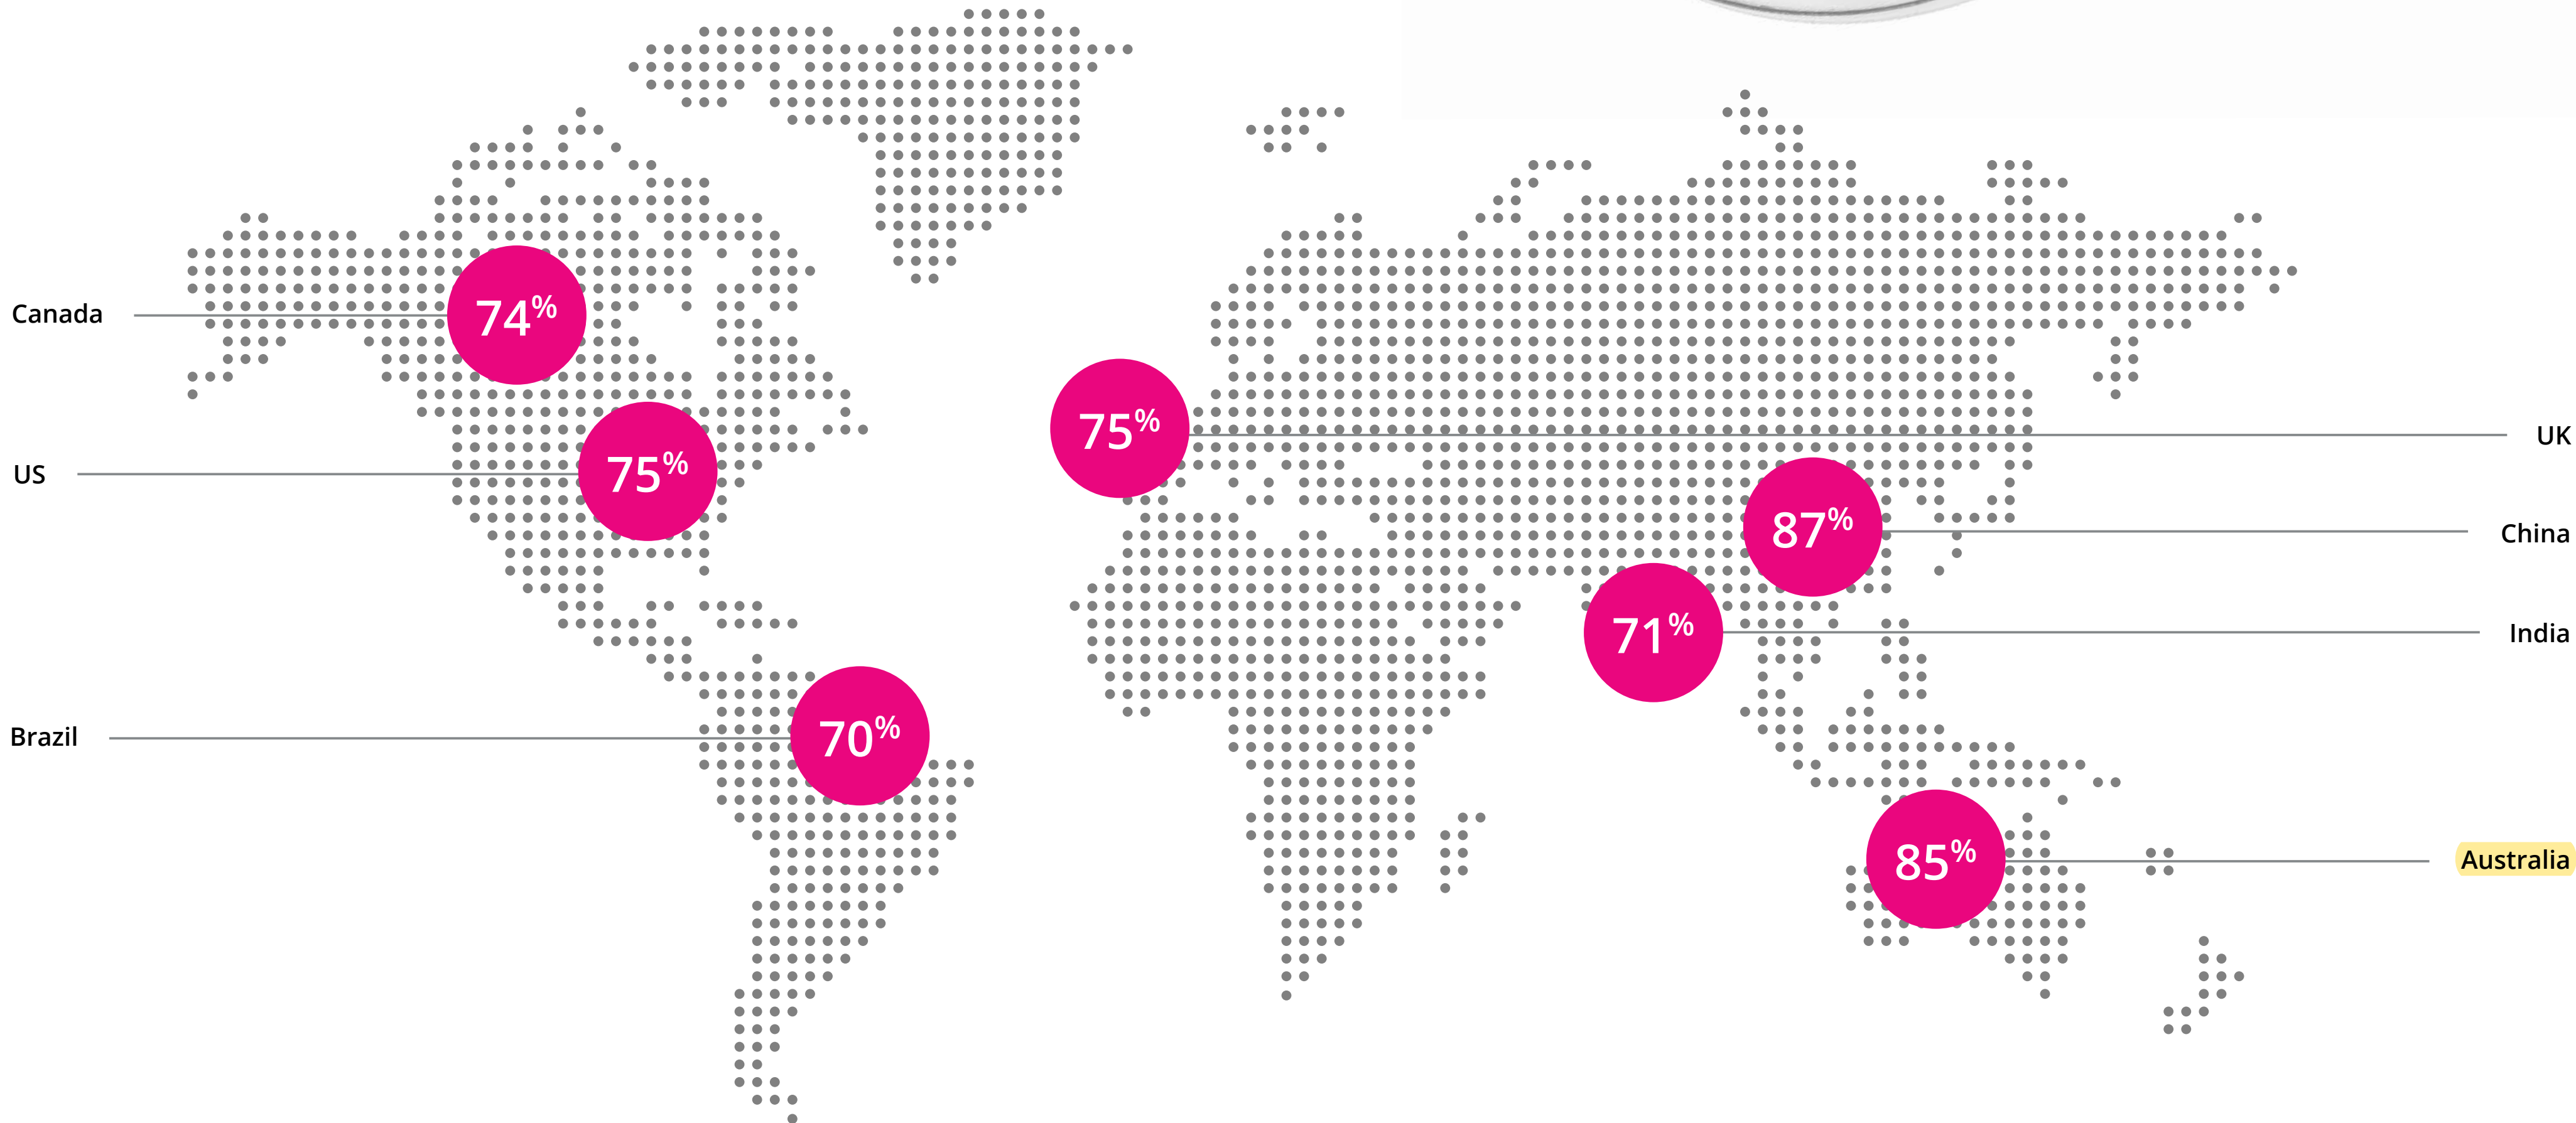 Canada
74%
US
75%
Brazil
70%
75%
UK
87%
China
71%
India
85%
Australia